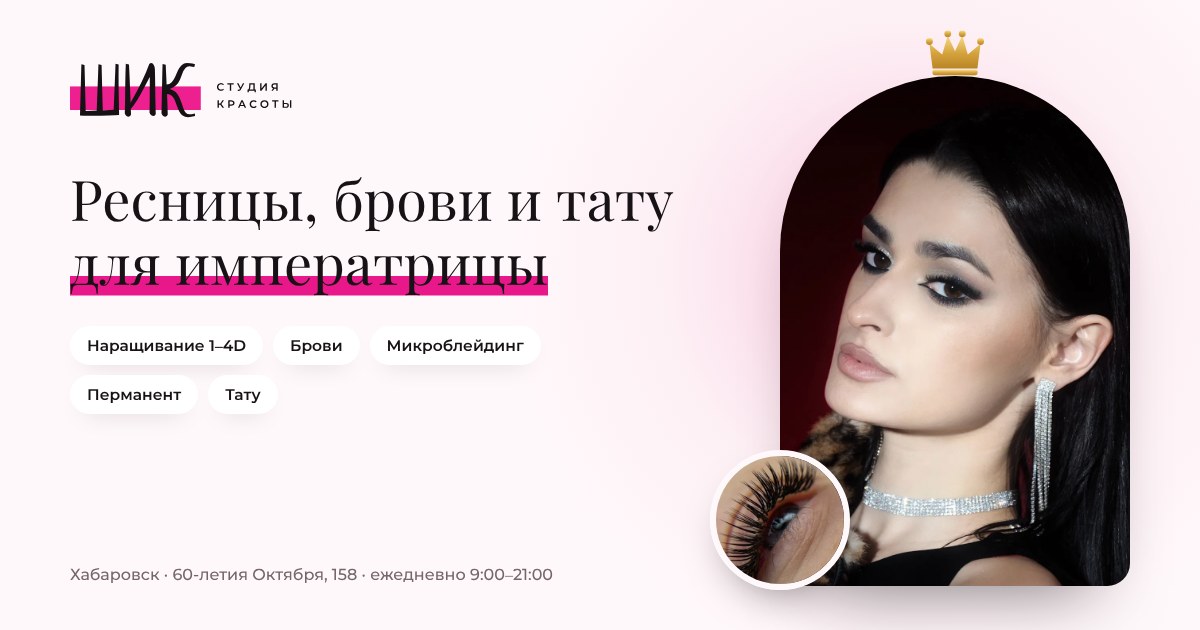 ШИК
СТУДИЯ
КРАСОТЫ
Ресницы, брови и тату
для императрицы
Наращивание 1–4D
Брови
Микроблейдинг
Перманент
Тату
Хабаровск · 60-летия Октября, 158 · ежедневно 9:00–21:00